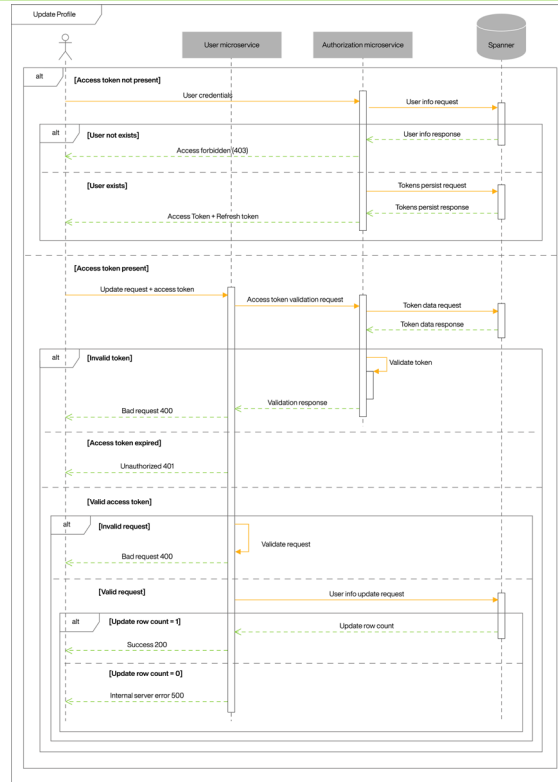 Update Profile
User microservice
Authorization microservice
Spanner
alt
[Access token not present]
User credentials
User info request
alt
[User not exists]
User info response
Access forbidden (403)
[User exists]
Tokens persist request
Tokens persist response
Access Token + Refresh token
[Access token present]
Update request + access token
Access token validation request
Token data request
Token data response
alt
[Invalid token]
Validate token
Validation response
Bad request 400
[Access token expired]
Unauthorized 401
[Valid access token]
alt
[Invalid request]
Validate request
Bad request 400
[Valid request]
User info update request
alt
[Update row count = 1]
Update row count
Success 200
[Update row count = 0]
Internal server error 500